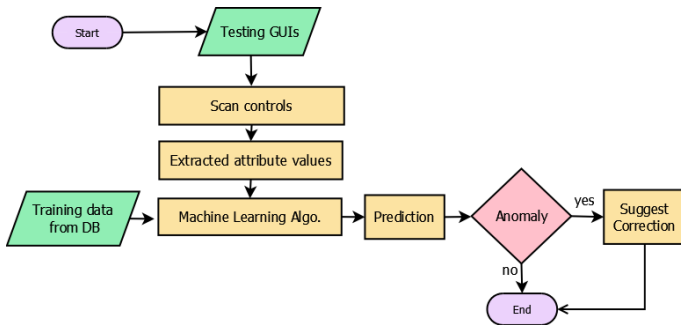 Start
Testing GUIs
Scan controls
Extracted attribute values
Training data
from DB
Machine Learning Algo.
Prediction
Anomaly
yes
Suggest
Correction
no
End